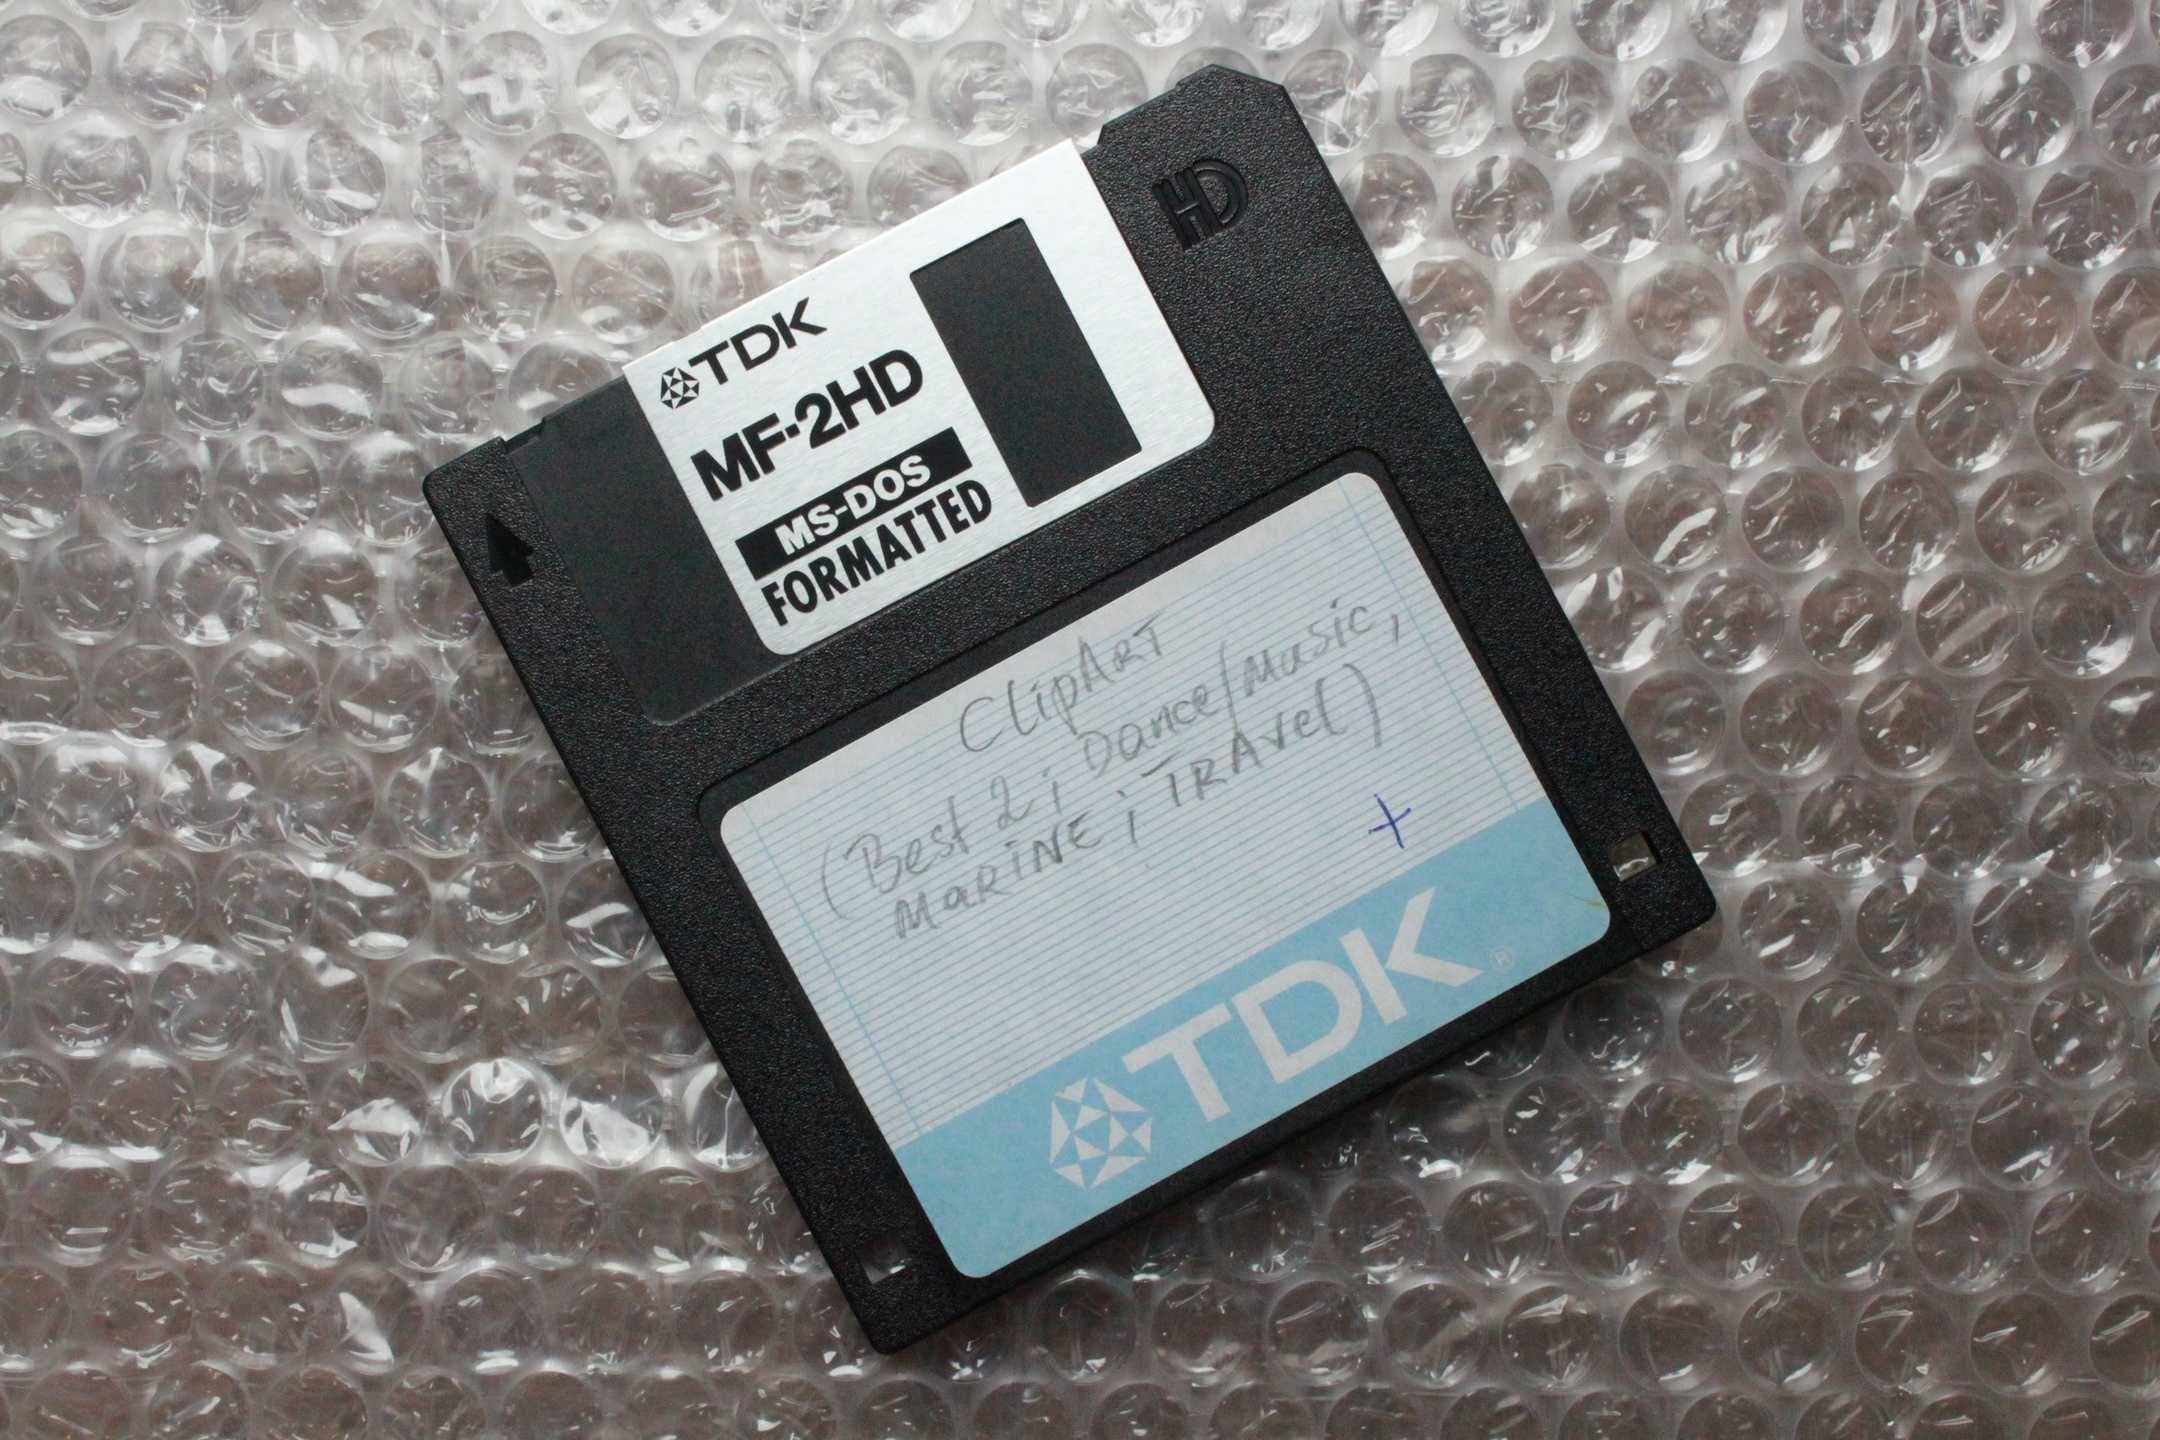 HD
TDK
MF-2HD
MS-DOS
FORMATTED
ClipART
(Best 2; Dance/Music,
MARINE; TRAvel)
+
TDK®